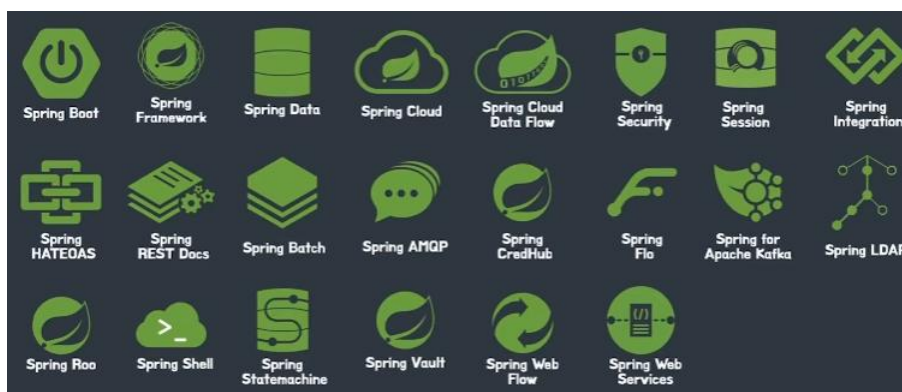 Spring Boot
Spring
Framework
Spring Data
Spring Cloud
Spring Cloud
Data Flow
Spring
Security
Spring
Session
Spring
Integration
Spring
HATEOAS
Spring
REST Docs
Spring Batch
Spring AMQP
Spring
CredHub
Spring
Flo
Spring for
Apache Kafka
Spring LDAP
Spring Roo
>_
Spring Shell
Spring
Statemachine
Spring Vault
Spring Web
Flow
</>
Spring Web
Services